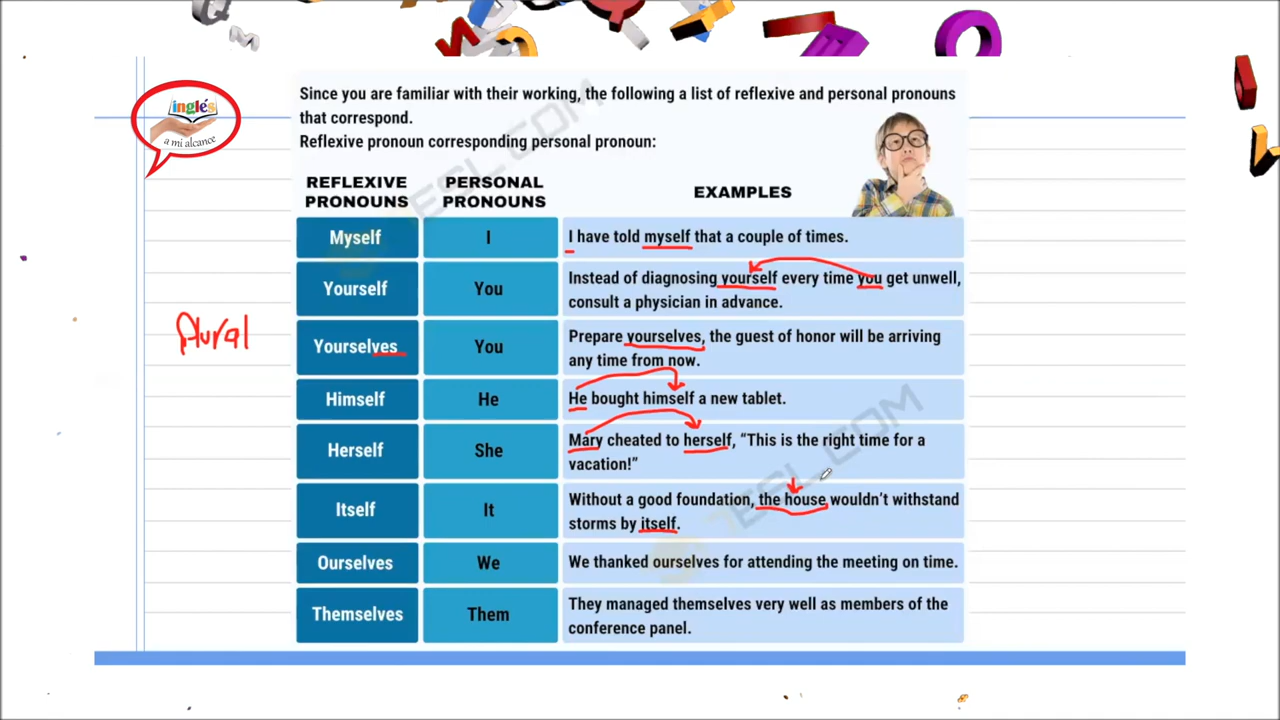 inglés
a mi alcance
Since you are familiar with their working, the following a list of reflexive and personal pronouns
that correspond.
Reflexive pronoun corresponding personal pronoun:
REFLEXIVE
PRONOUNS
PERSONAL
PRONOUNS
EXAMPLES
Myself
I
I have told myself that a couple of times.
Yourself
You
Instead of diagnosing yourself every time you get unwell,
consult a physician in advance.
Plural
Yourselves
You
Prepare yourselves, the guest of honor will be arriving
any time from now.
Himself
He
He bought himself a new tablet.
Herself
She
Mary cheated to herself, “This is the right time for a
vacation!”
Itself
It
Without a good foundation, the house wouldn’t withstand
storms by itself.
Ourselves
We
We thanked ourselves for attending the meeting on time.
Themselves
Them
They managed themselves very well as members of the
conference panel.